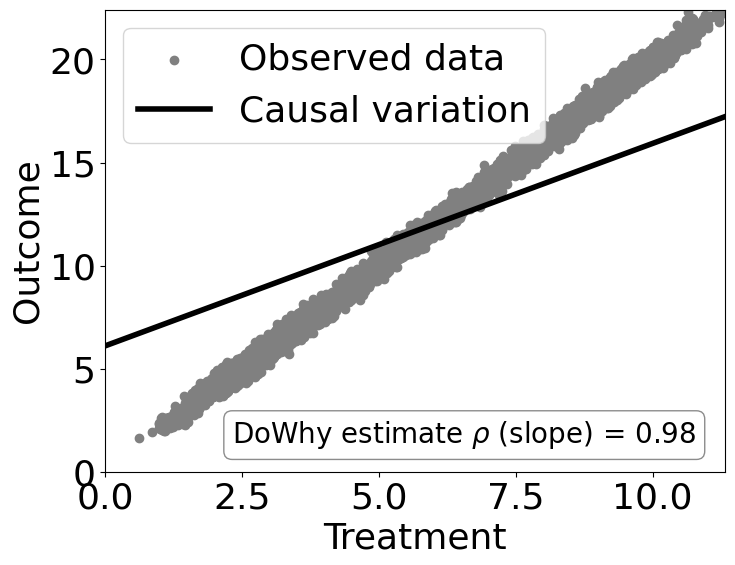 Observed data
Causal variation
20
15
10
5
0
Outcome
DoWhy estimate ρ (slope) = 0.98
0.0 2.5 5.0 7.5 10.0
Treatment